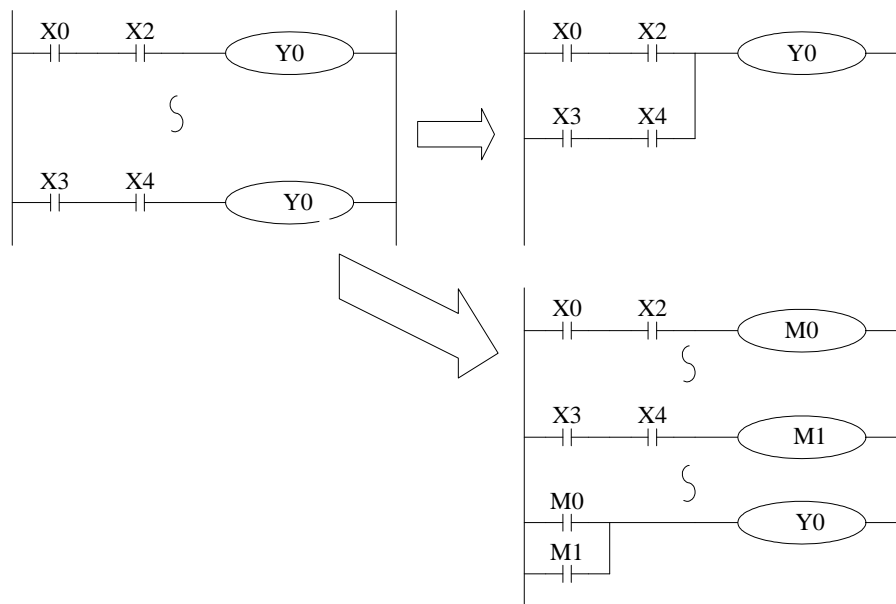 X0 X2 Y0
X3 X4 Y0
X0 X2 Y0
X3 X4
X0 X2 M0
X3 X4 M1
M0 Y0
M1